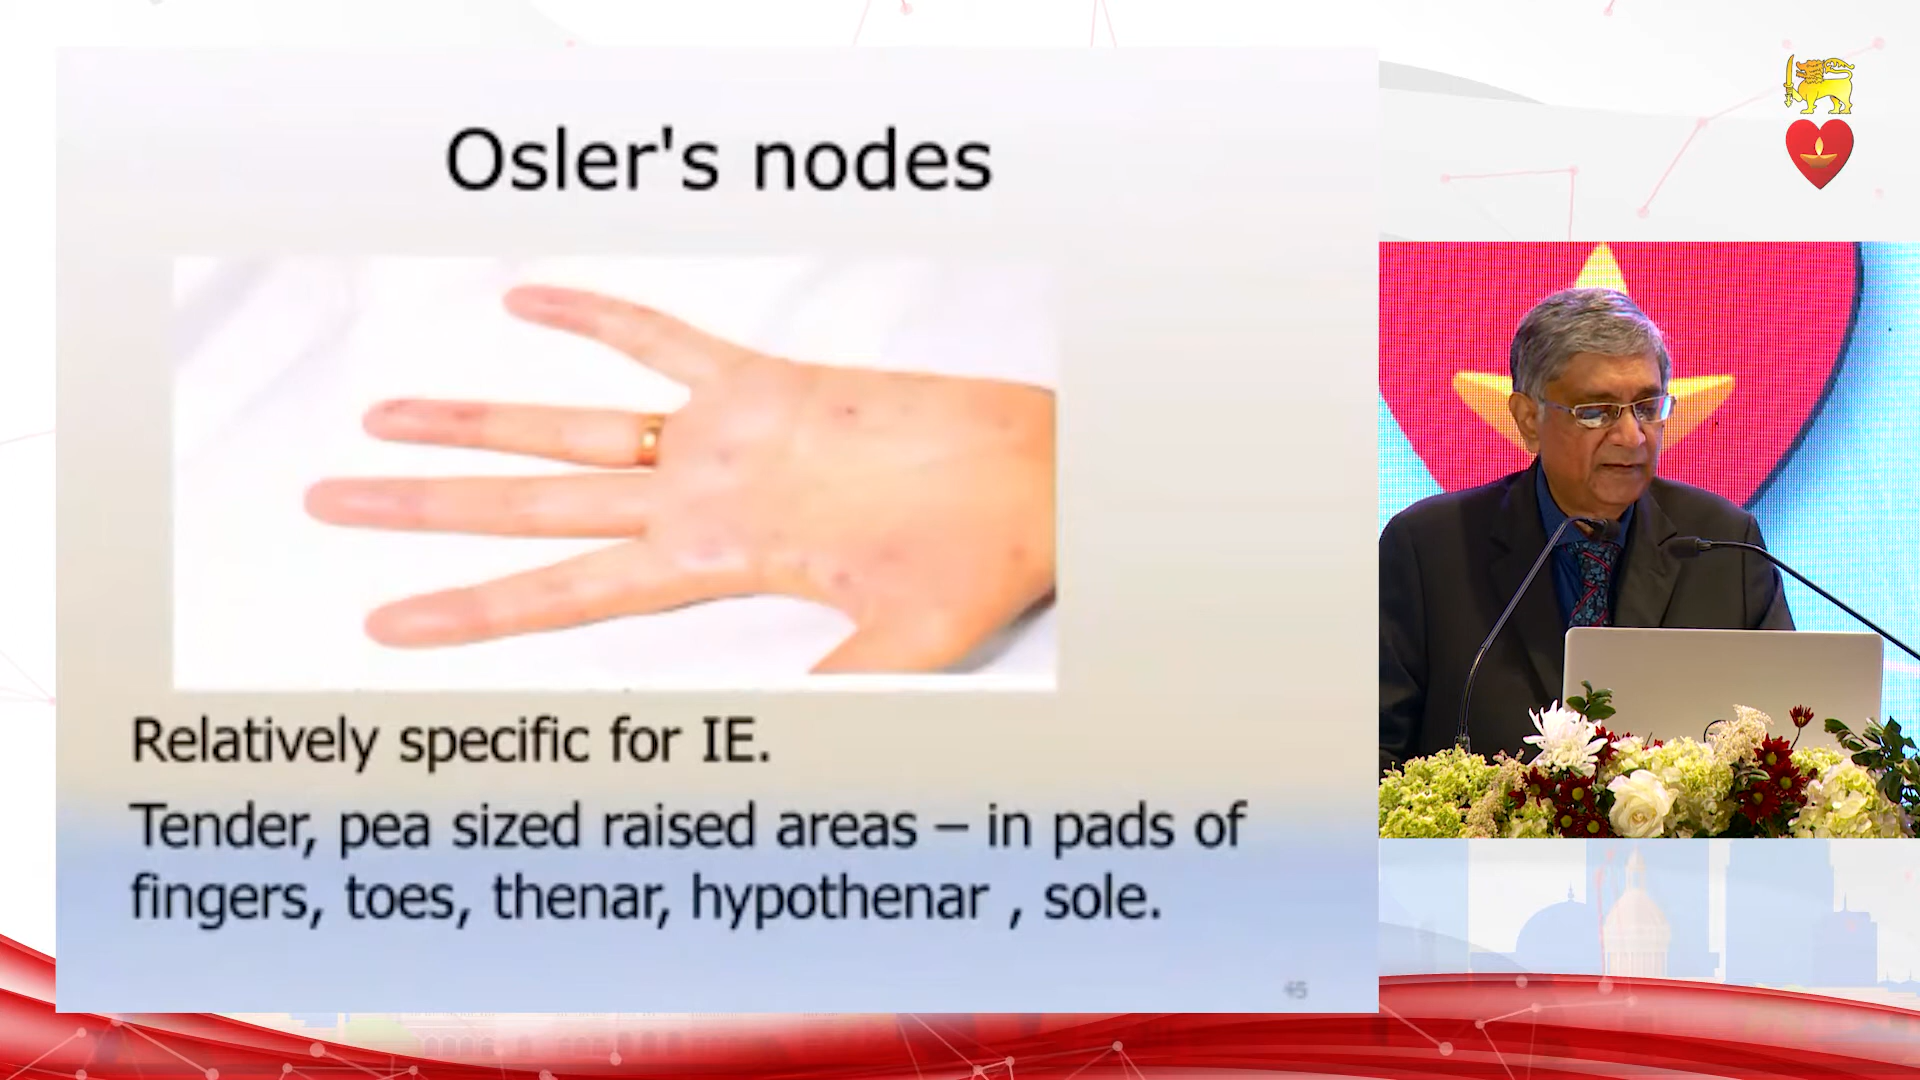 Osler's nodes
Relatively specific for IE.
Tender, pea sized raised areas – in pads of
fingers, toes, thenar, hypothenar , sole.
45